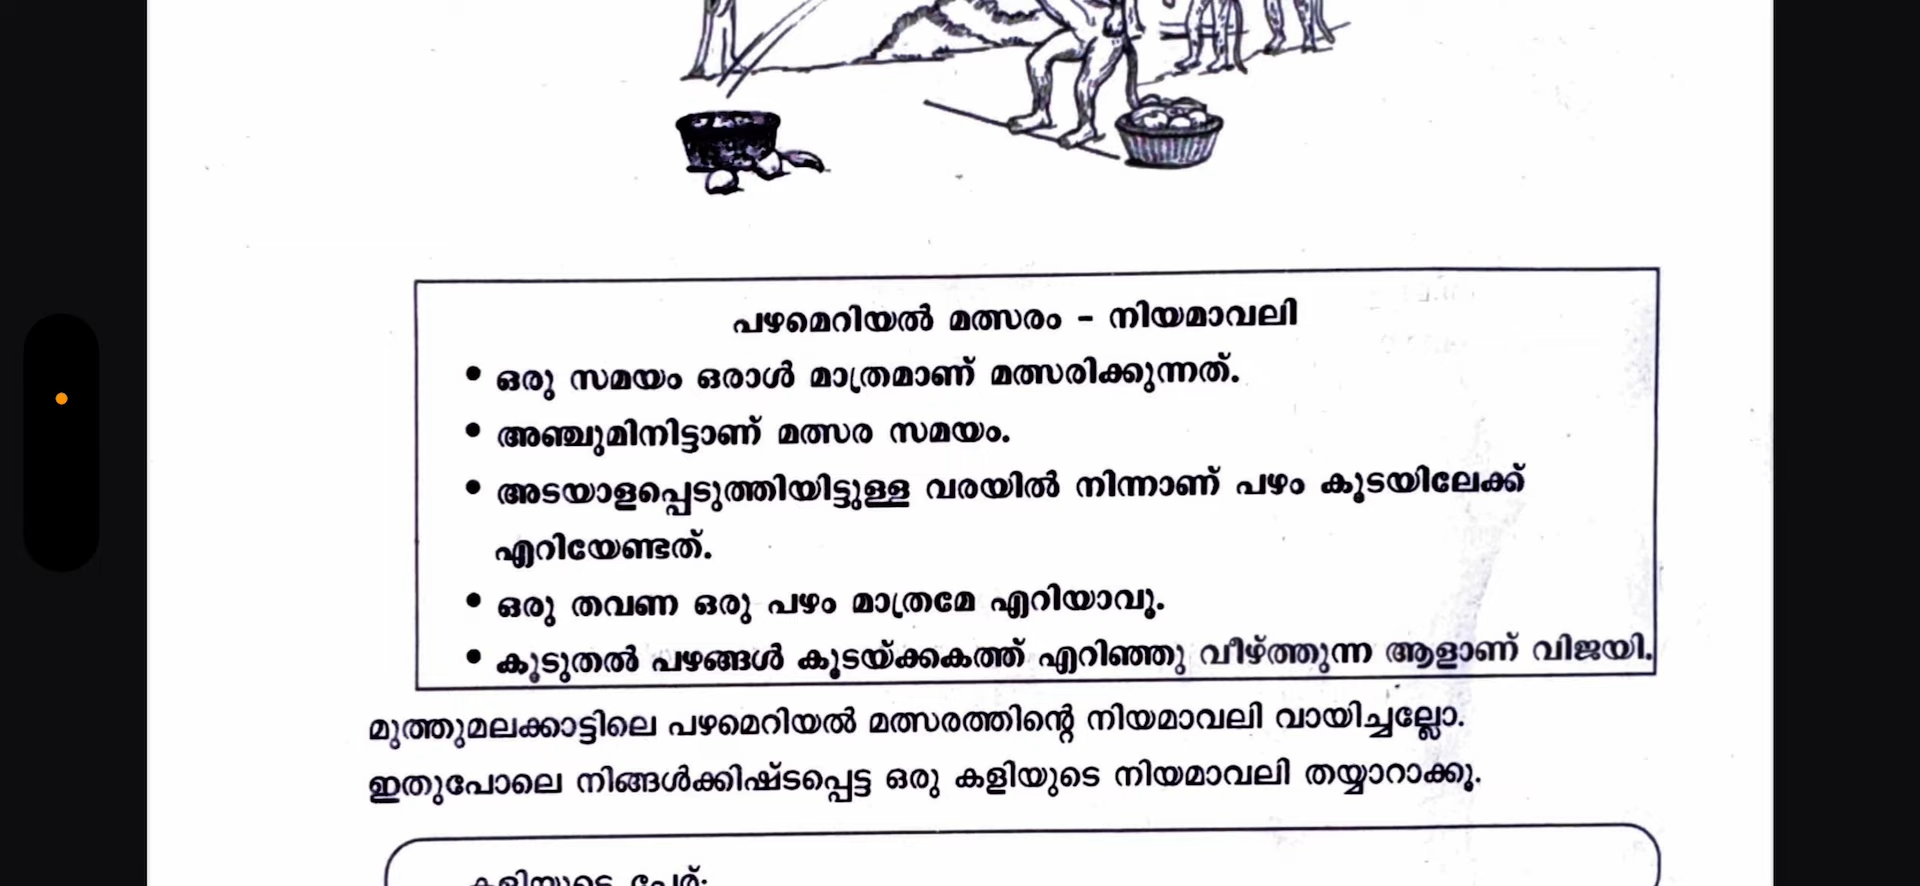 പഴമെറിയൽ മത്സരം - നിയമാവലി
• ഒരു സമയം ഒരാൾ മാത്രമാണ് മത്സരിക്കുന്നത്.
• അഞ്ചുമിനിട്ടാണ് മത്സര സമയം.
• അടയാളപ്പെടുത്തിയിട്ടുള്ള വരയിൽ നിന്നാണ് പഴം കൂടയിലേക്ക്
എറിയേണ്ടത്.
• ഒരു തവണ ഒരു പഴം മാത്രമേ എറിയാവൂ.
• കൂടുതൽ പഴങ്ങൾ കൂടയ്ക്കകത്ത് എറിഞ്ഞു വീഴ്ത്തുന്ന ആളാണ് വിജയി.
മുത്തുമലക്കാട്ടിലെ പഴമെറിയൽ മത്സരത്തിന്റെ നിയമാവലി വായിച്ചല്ലോ.
ഇതുപോലെ നിങ്ങൾക്കിഷ്ടപ്പെട്ട ഒരു കളിയുടെ നിയമാവലി തയ്യാറാക്കൂ.
കളിയുടെ പേര്: